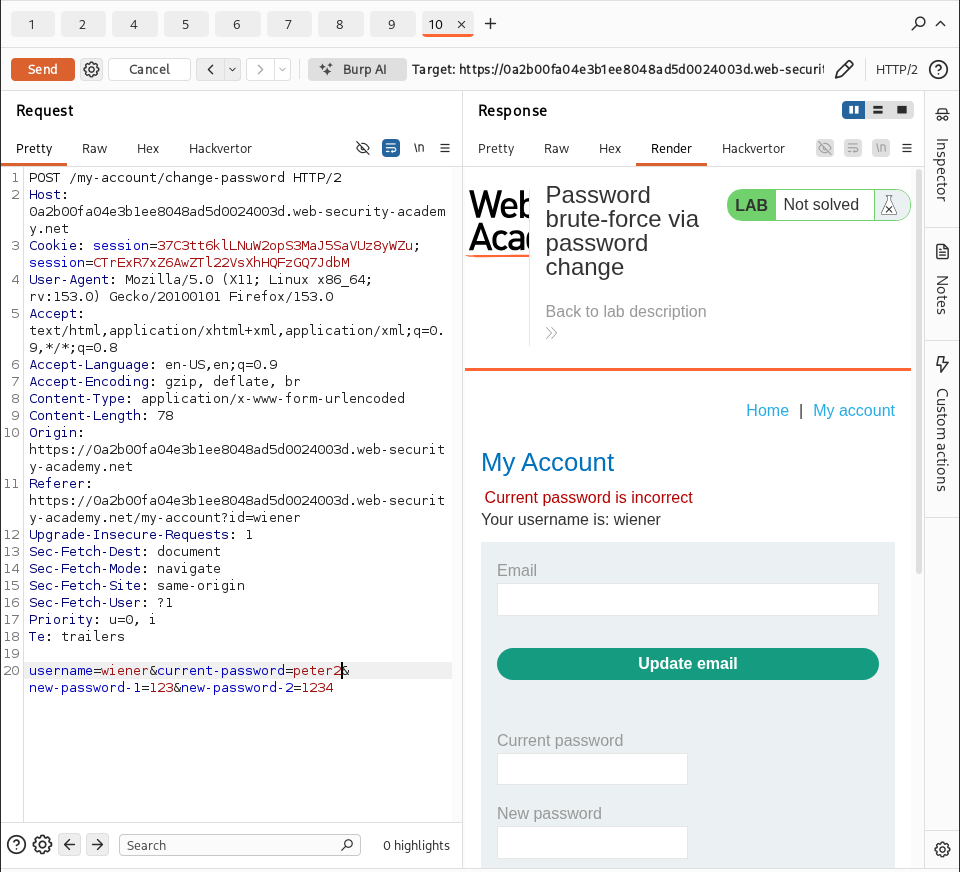 1 2 4 5 6 7 8 9 10 × +
Send Cancel Burp AI Target: https://0a2b00fa04e3b1ee8048ad5d0024003d.web-securit HTTP/2
Request
Pretty Raw Hex Hackvertor \n
1 POST /my-account/change-password HTTP/2
2 Host:
0a2b00fa04e3b1ee8048ad5d0024003d.web-security-academ
y.net
3 Cookie: session=37C3tt6klLNuW2opS3MaJ5SaVUz8yWZu;
session=CTrExR7xZ6AwZTl22VsXhHQFzGQ7JdbM
4 User-Agent: Mozilla/5.0 (X11; Linux x86_64;
rv:153.0) Gecko/20100101 Firefox/153.0
5 Accept:
text/html,application/xhtml+xml,application/xml;q=0.
9,*/*;q=0.8
6 Accept-Language: en-US,en;q=0.9
7 Accept-Encoding: gzip, deflate, br
8 Content-Type: application/x-www-form-urlencoded
9 Content-Length: 78
10 Origin:
https://0a2b00fa04e3b1ee8048ad5d0024003d.web-securit
y-academy.net
11 Referer:
https://0a2b00fa04e3b1ee8048ad5d0024003d.web-securit
y-academy.net/my-account?id=wiener
12 Upgrade-Insecure-Requests: 1
13 Sec-Fetch-Dest: document
14 Sec-Fetch-Mode: navigate
15 Sec-Fetch-Site: same-origin
16 Sec-Fetch-User: ?1
17 Priority: u=0, i
18 Te: trailers
19
20 username=wiener&current-password=peter2&
new-password-1=123&new-password-2=1234
Search 0 highlights
Response
Pretty Raw Hex Render Hackvertor \n
Web
Acad
Password
brute-force via
password
change
LAB Not solved
Back to lab description
Home | My account
My Account
Current password is incorrect
Your username is: wiener
Email
Update email
Current password
New password
Inspector
Notes
Custom actions